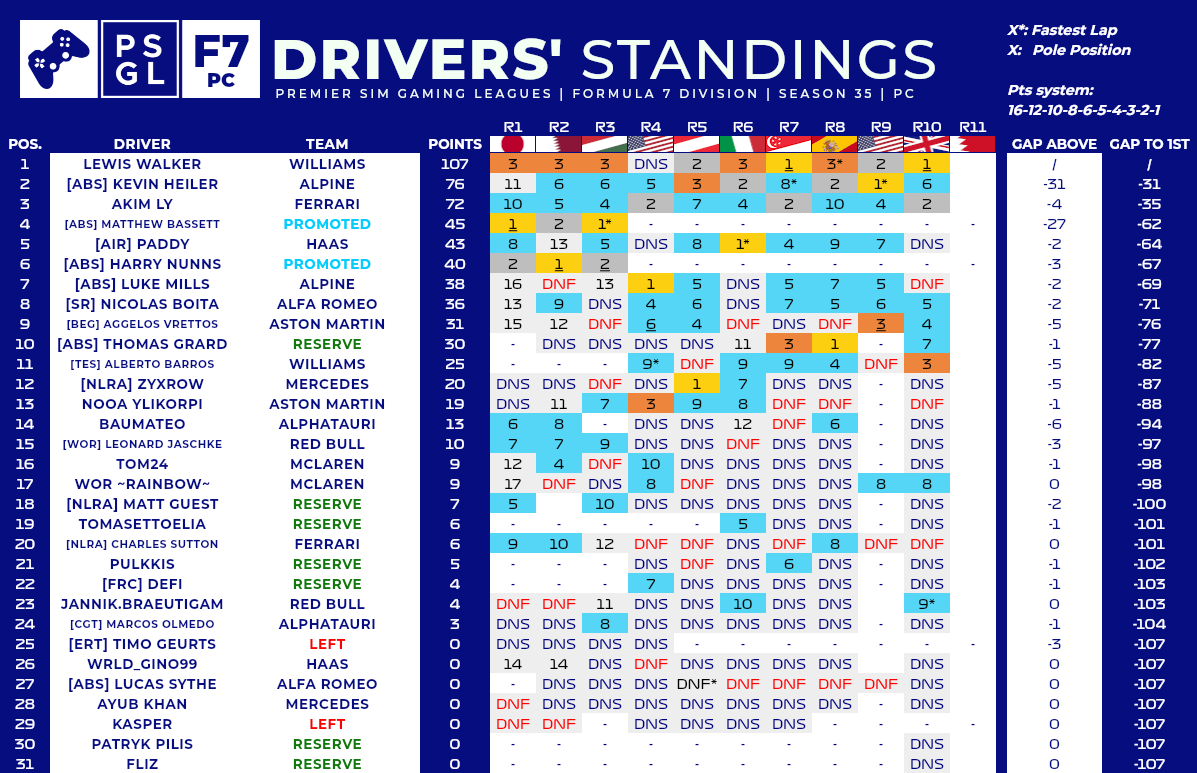 PS
GL
F7
PC
DRIVERS' STANDINGS
PREMIER SIM GAMING LEAGUES | FORMULA 7 DIVISION | SEASON 35 | PC
X*: Fastest Lap
X: Pole Position
Pts system:
16-12-10-8-6-5-4-3-2-1
POS. DRIVER TEAM POINTS R1 R2 R3 R4 R5 R6 R7 R8 R9 R10 R11 GAP ABOVE GAP TO 1ST
1 LEWIS WALKER WILLIAMS 107 3 3 3 DNS 2 3 1 3* 2 1 / /
2 [ABS] KEVIN HEILER ALPINE 76 11 6 6 5 3 2 8* 2 1* 6 -31 -31
3 AKIM LY FERRARI 72 10 5 4 2 7 4 2 10 4 2 -4 -35
4 [ABS] MATTHEW BASSETT PROMOTED 45 1 2 1* - - - - - - - - -27 -62
5 [AIR] PADDY HAAS 43 8 13 5 DNS 8 1* 4 9 7 DNS -2 -64
6 [ABS] HARRY NUNNS PROMOTED 40 2 1 2 - - - - - - - - -3 -67
7 [ABS] LUKE MILLS ALPINE 38 16 DNF 13 1 5 DNS 5 7 5 DNF -2 -69
8 [SR] NICOLAS BOITA ALFA ROMEO 36 13 9 DNS 4 6 DNS 7 5 6 5 -2 -71
9 [BEG] AGGELOS VRETTOS ASTON MARTIN 31 15 12 DNF 6 4 DNF DNS DNF 3 4 -5 -76
10 [ABS] THOMAS GRARD RESERVE 30 - DNS DNS DNS DNS 11 3 1 - 7 -1 -77
11 [TES] ALBERTO BARROS WILLIAMS 25 - - - 9* DNF 9 9 4 DNF 3 -5 -82
12 [NLRA] ZYXROW MERCEDES 20 DNS DNS DNF DNS 1 7 DNS DNS - DNS -5 -87
13 NOOA YLIKORPI ASTON MARTIN 19 DNS 11 7 3 9 8 DNF DNF - DNF -1 -88
14 BAUMATEO ALPHATAURI 13 6 8 - DNS DNS 12 DNF 6 - DNS -6 -94
15 [WOR] LEONARD JASCHKE RED BULL 10 7 7 9 DNS DNS DNF DNS DNS - DNS -3 -97
16 TOM24 MCLAREN 9 12 4 DNF 10 DNS DNS DNS DNS - DNS -1 -98
17 WOR ~RAINBOW~ MCLAREN 9 17 DNF DNS 8 DNF DNS DNS DNS 8 8 0 -98
18 [NLRA] MATT GUEST RESERVE 7 5 10 DNS DNS DNS DNS DNS - DNS -2 -100
19 TOMASETTOELIA RESERVE 6 - - - - - 5 DNS DNS - DNS -1 -101
20 [NLRA] CHARLES SUTTON FERRARI 6 9 10 12 DNF DNF DNS DNF 8 DNF DNF 0 -101
21 PULKKIS RESERVE 5 - - - DNS DNF DNS 6 DNS - DNS -1 -102
22 [FRC] DEFI RESERVE 4 - - - 7 DNS DNS DNS DNS - DNS -1 -103
23 JANNIK.BRAEUTIGAM RED BULL 4 DNF DNF 11 DNS DNS 10 DNS DNS 9* 0 -103
24 [CGT] MARCOS OLMEDO ALPHATAURI 3 DNS DNS 8 DNS DNS DNS DNS DNS - DNS -1 -104
25 [ERT] TIMO GEURTS LEFT 0 DNS DNS DNS DNS - - - - - - - -3 -107
26 WRLD_GINO99 HAAS 0 14 14 DNS DNF DNS DNS DNS DNS DNS 0 -107
27 [ABS] LUCAS SYTHE ALFA ROMEO 0 - DNS DNS DNS DNF* DNF DNF DNF DNF DNS 0 -107
28 AYUB KHAN MERCEDES 0 DNF DNS DNS DNS DNS DNS DNS DNS - DNS 0 -107
29 KASPER LEFT 0 DNF DNF - DNS DNS DNS DNS - - - - 0 -107
30 PATRYK PILIS RESERVE 0 - - - - - - - - - DNS 0 -107
31 FLIZ RESERVE 0 - - - - - - - - - DNS 0 -107